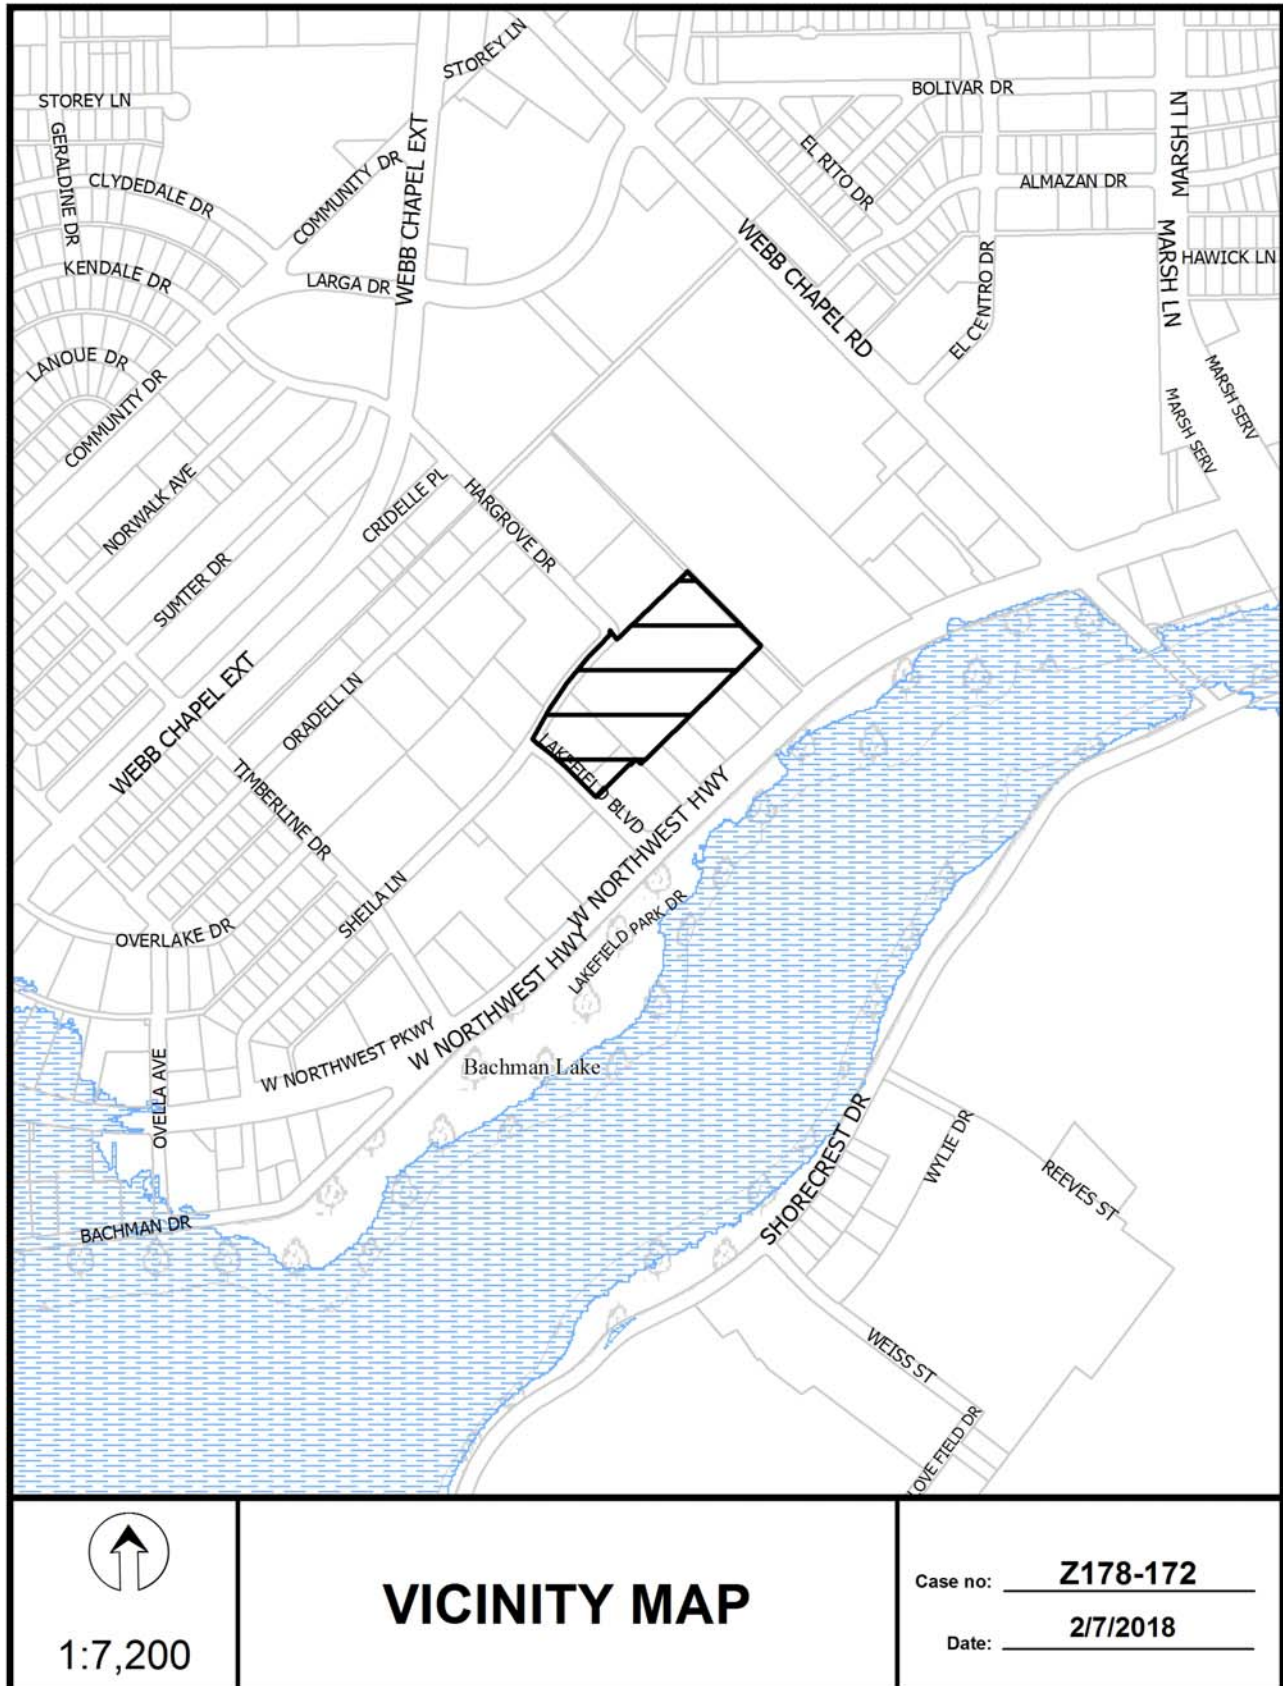 STOREY LN
BOLIVAR DR
STOREY LN
MARSH LN
GERALDINE DR
WEBB CHAPEL EXT
COMMUNITY DR
EL RITO DR
CLYDEDALE DR
ALMAZAN DR
WEBB CHAPEL RD
MARSH LN
HAWICK LN
KENDALE DR
LARGA DR
EL CENTRO DR
LANOUE DR
COMMUNITY DR
MARSH SERV
MARSH SERV
NORWALK AVE
CRIDELLE PL
HARGROVE DR
SUMTER DR
WEBB CHAPEL EXT
ORADELL LN
LAKEFIELD BLVD
TIMBERLINE DR
W NORTHWEST HWY
SHEILA LN
LAKEFIELD PARK DR
OVERLAKE DR
W NORTHWEST HWY
W NORTHWEST PKWY
Bachman Lake
OVELLA AVE
SHORECREST DR
WYLIE DR
REEVES ST
BACHMAN DR
WEISS ST
LOVE FIELD DR
1:7,200
VICINITY MAP
Case no: Z178-172
Date: 2/7/2018